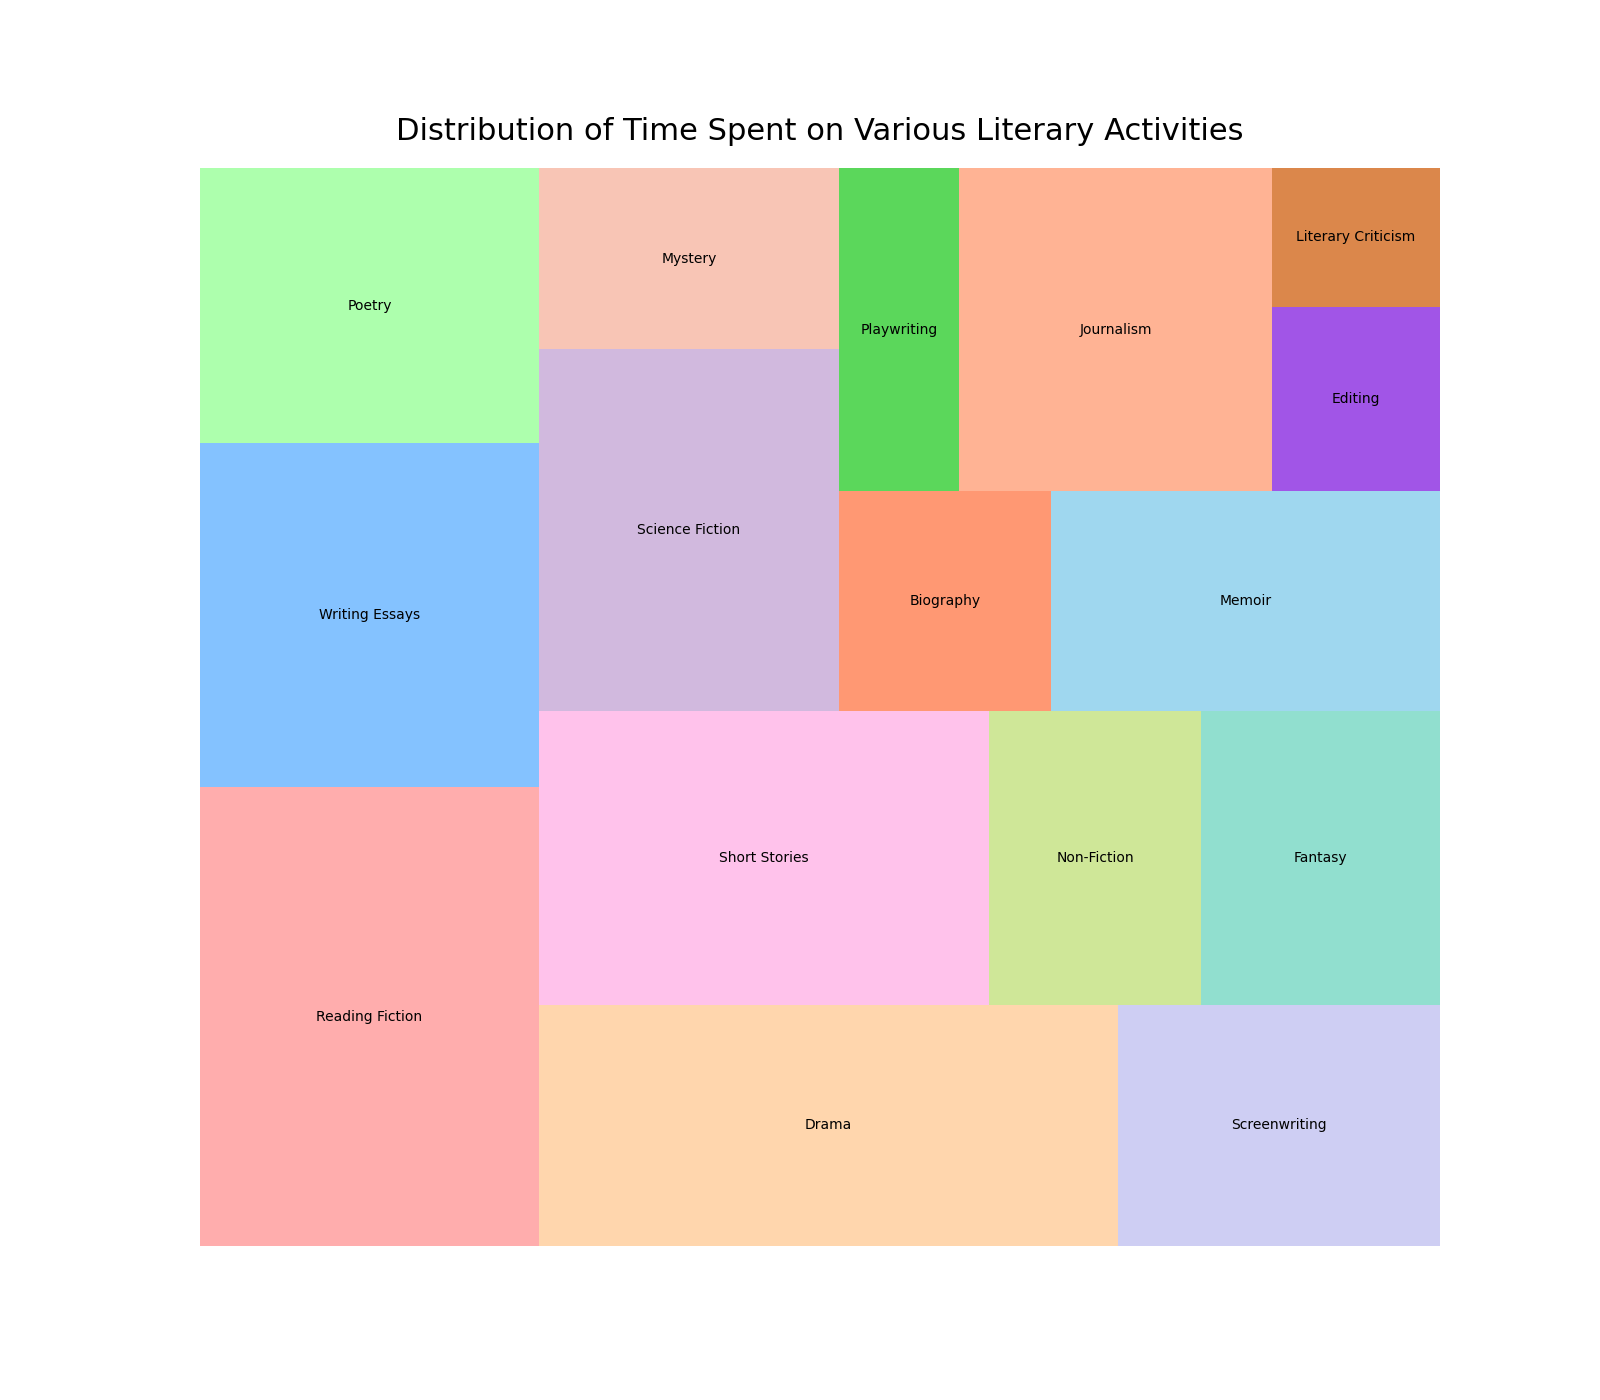 Distribution of Time Spent on Various Literary Activities
Literary Criticism
Mystery
Poetry
Playwriting
Journalism
Editing
Science Fiction
Biography
Memoir
Writing Essays
Short Stories
Non-Fiction
Fantasy
Reading Fiction
Drama
Screenwriting